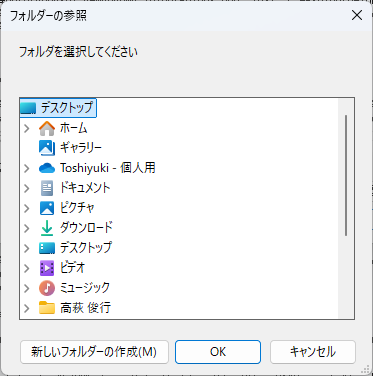 フォルダーの参照
フォルダを選択してください
デスクトップ
ホーム
ギャラリー
Toshiyuki - 個人用
ドキュメント
ピクチャ
ダウンロード
デスクトップ
ビデオ
ミュージック
高萩 俊行
新しいフォルダーの作成(M)
OK
キャンセル